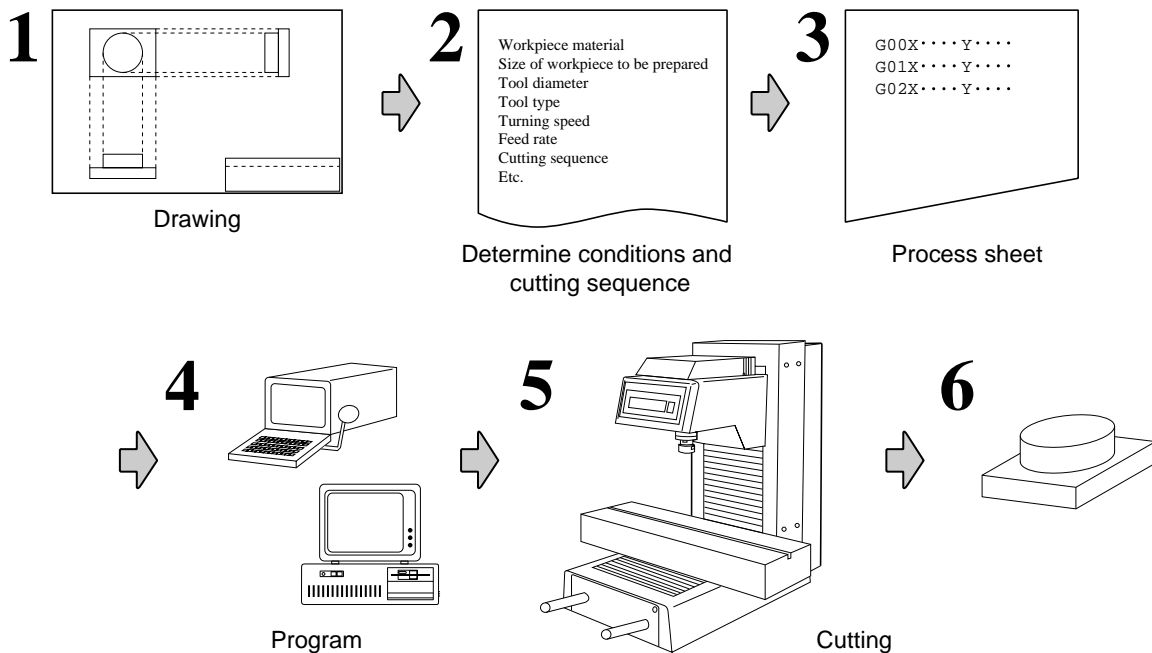 1
Drawing
2
Workpiece material
Size of workpiece to be prepared
Tool diameter
Tool type
Turning speed
Feed rate
Cutting sequence
Etc.
Determine conditions and
cutting sequence
3
G00X････Y････
G01X････Y････
G02X････Y････
Process sheet
4
Program
5
Cutting
6